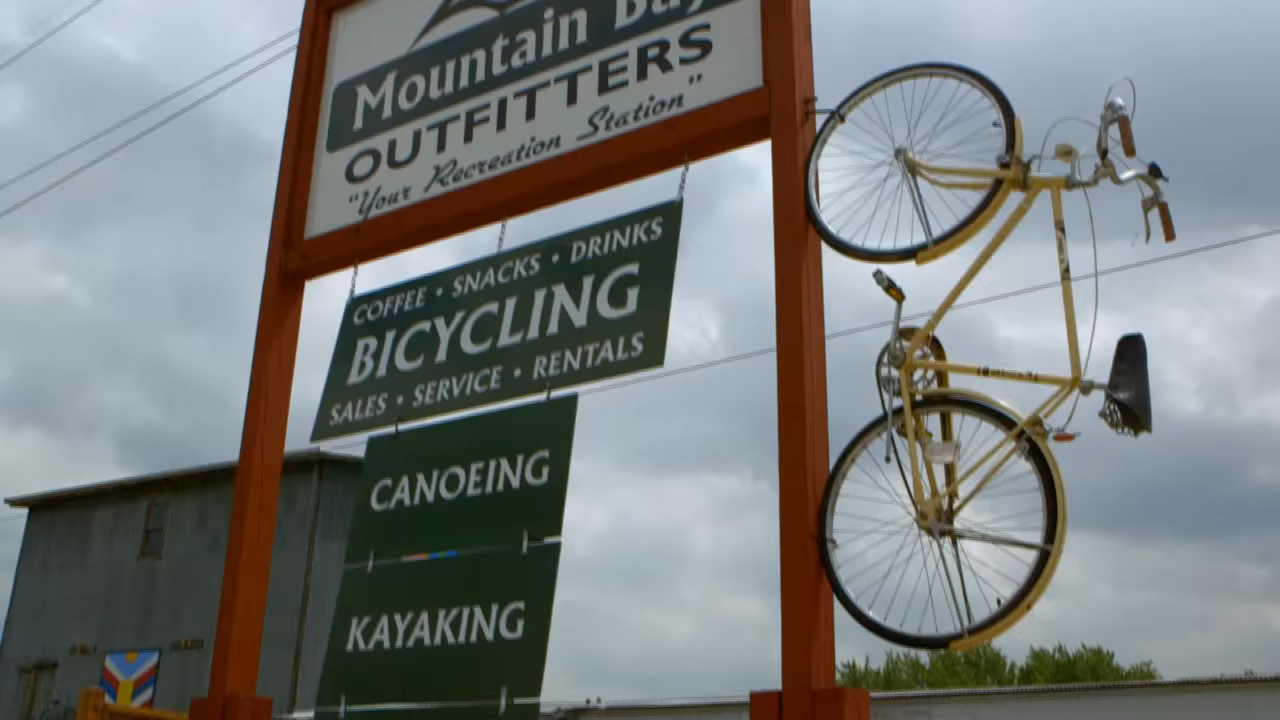 Mountain Bay
OUTFITTERS
"Your Recreation Station"
COFFEE • SNACKS • DRINKS
BICYCLING
SALES • SERVICE • RENTALS
CANOEING
KAYAKING